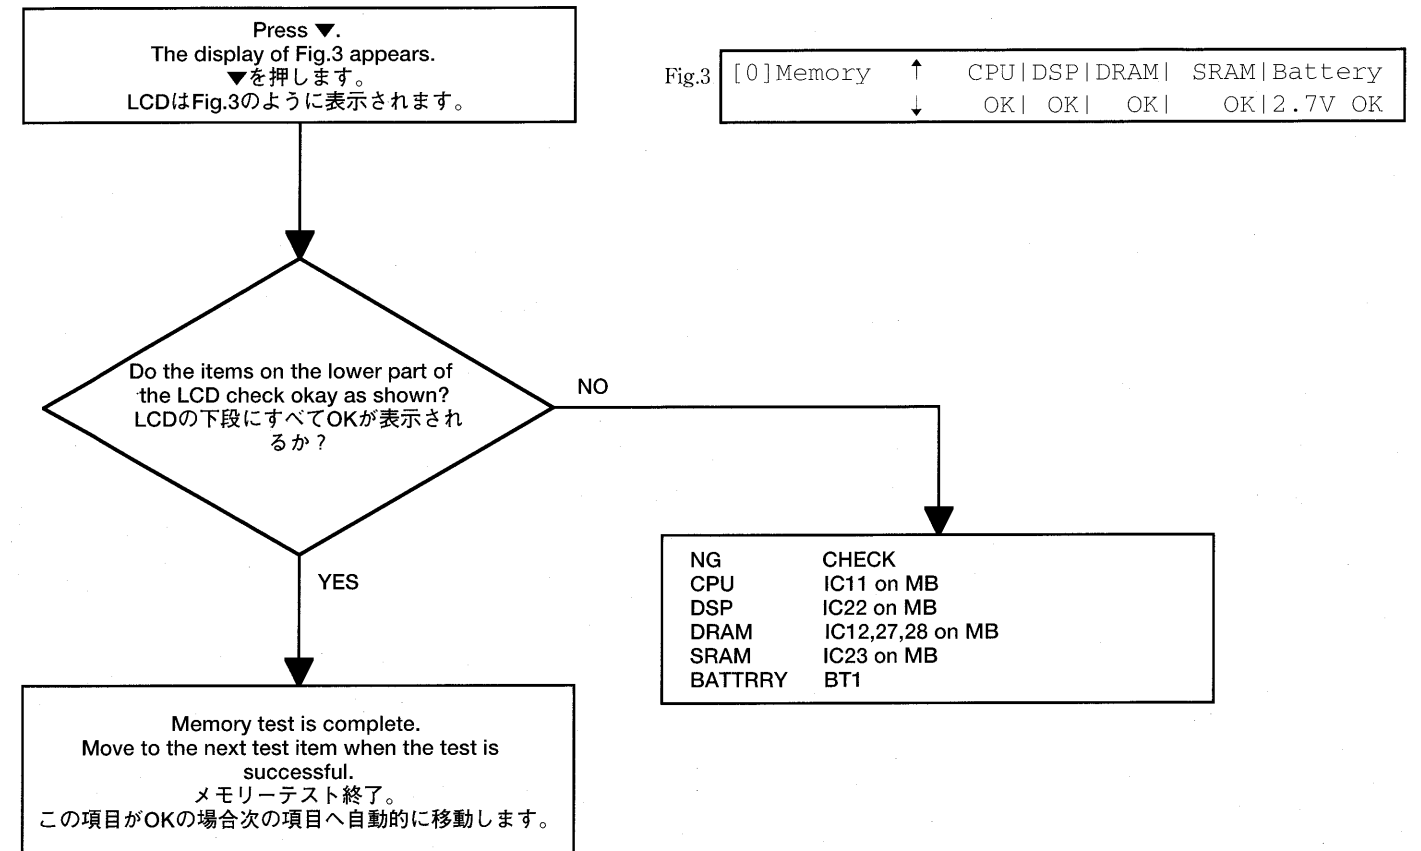 Press ▼.
The display of Fig.3 appears.
▼を押します。
LCDはFig.3のように表示されます。
Fig.3
[0]Memory ↑ CPU|DSP|DRAM| SRAM|Battery
↓ OK| OK| OK| OK|2.7V OK
Do the items on the lower part of
the LCD check okay as shown?
LCDの下段にすべてOKが表示され
るか？
NO
YES
NG CHECK
CPU IC11 on MB
DSP IC22 on MB
DRAM IC12,27,28 on MB
SRAM IC23 on MB
BATTRRY BT1
Memory test is complete.
Move to the next test item when the test is
successful.
メモリーテスト終了。
この項目がOKの場合次の項目へ自動的に移動します。